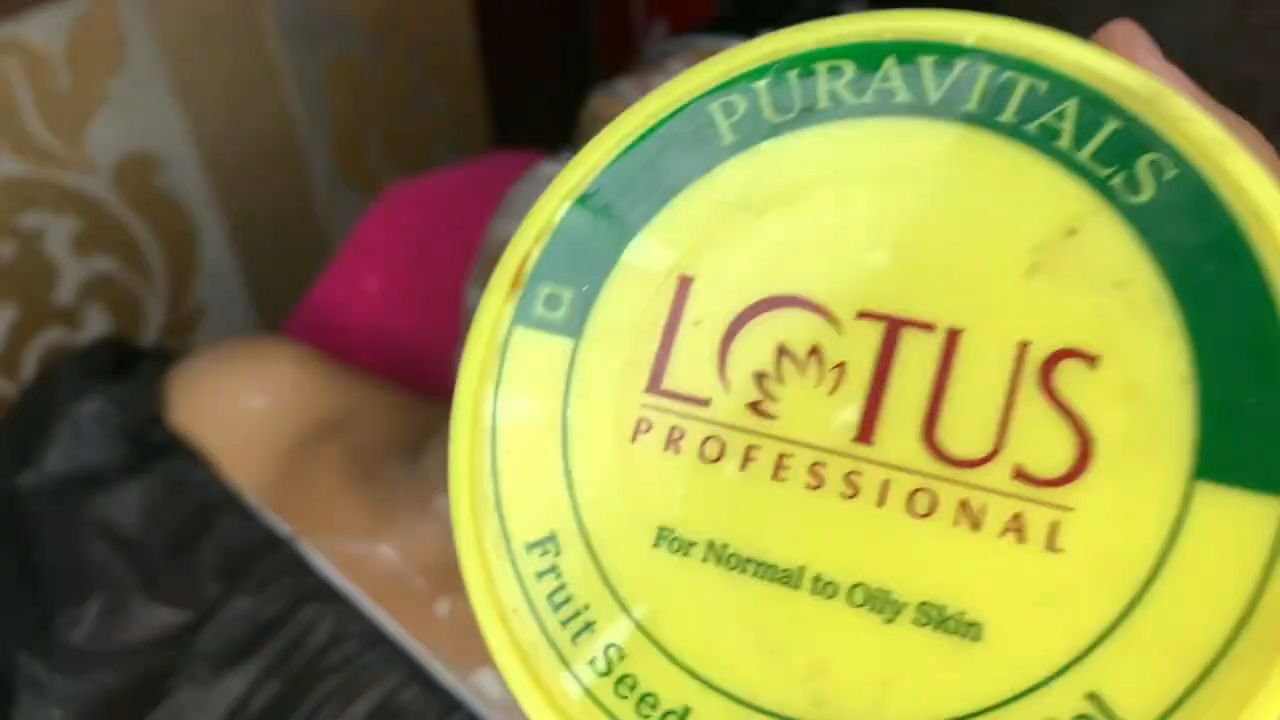 PURAVITALS
LOTUS
PROFESSIONAL
For Normal to Oily Skin
Fruit Seed